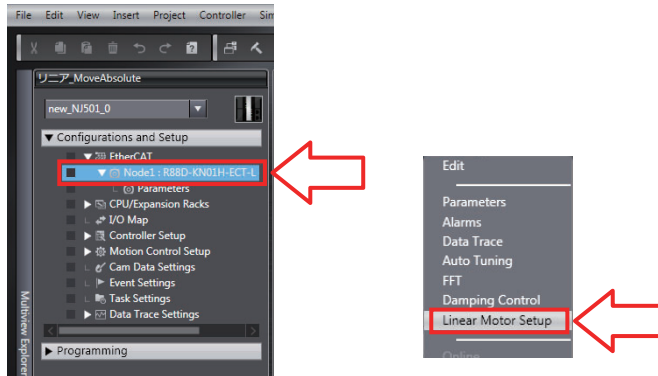 File Edit View Insert Project Controller Sim
リニア_MoveAbsolute
new_NJ501_0
Configurations and Setup
EtherCAT
Node1 : R88D-KN01H-ECT-L
Parameters
CPU/Expansion Racks
I/O Map
Controller Setup
Motion Control Setup
Cam Data Settings
Event Settings
Task Settings
Data Trace Settings
Programming
Multiview Explorer
Edit
Parameters
Alarms
Data Trace
Auto Tuning
FFT
Damping Control
Linear Motor Setup
Online